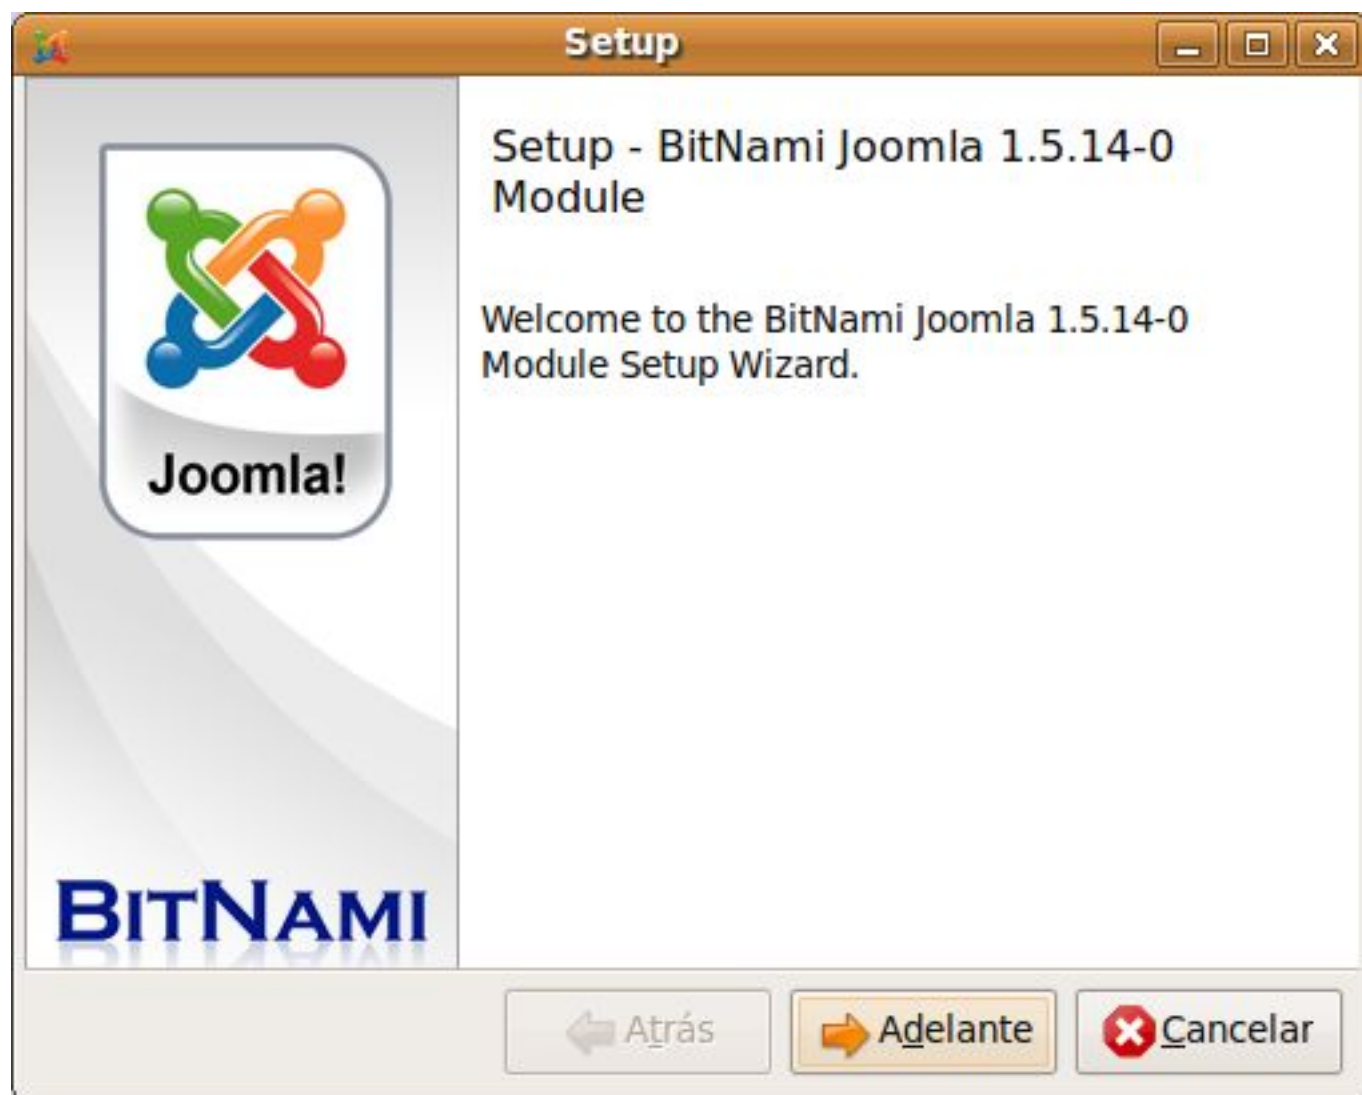 Setup
Setup - BitNami Joomla 1.5.14-0
Module
Welcome to the BitNami Joomla 1.5.14-0
Module Setup Wizard.
Joomla!
BITNAMI
Atrás
Adelante
Cancelar